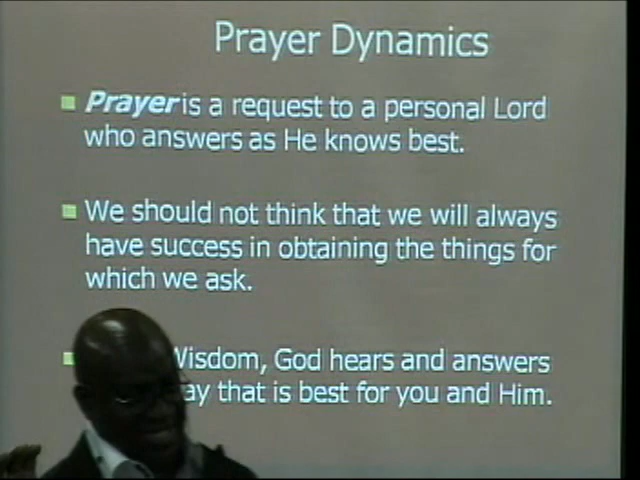 Prayer Dynamics
Prayer is a request to a personal Lord
who answers as He knows best.
We should not think that we will always
have success in obtaining the things for
which we ask.
Wisdom, God hears and answers
that is best for you and Him.